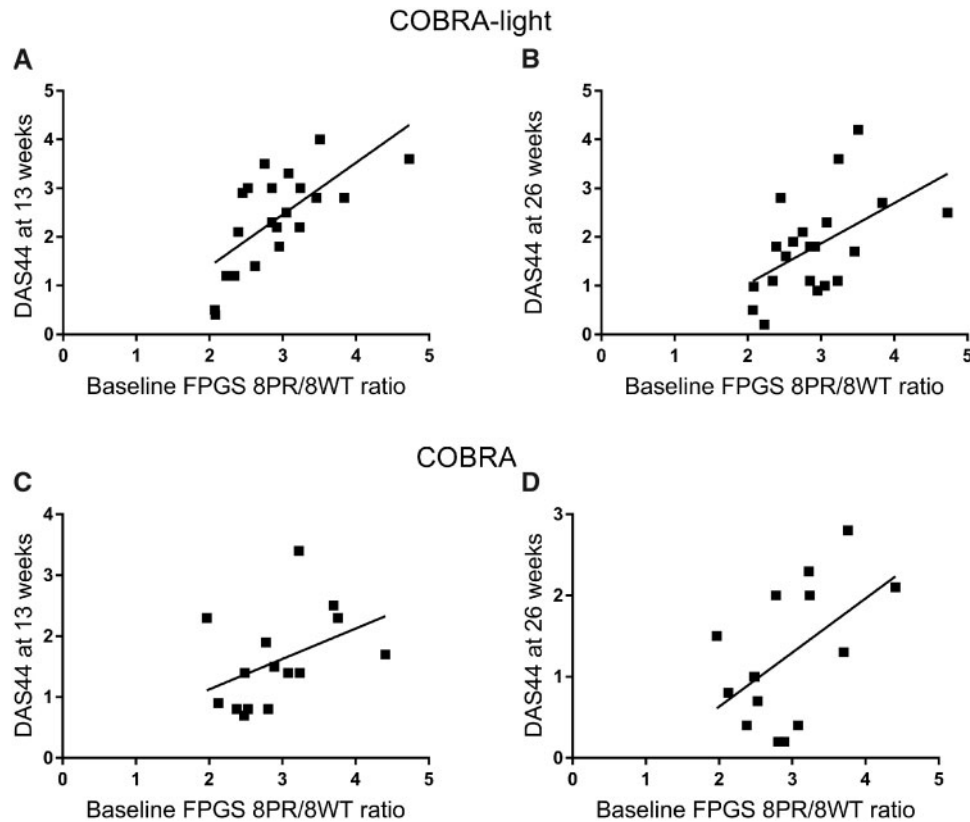 COBRA-light
A
B
5
4
3
2
1
0
DAS44 at 13 weeks
0 1 2 3 4 5
Baseline FPGS 8PR/8WT ratio
5
4
3
2
1
0
DAS44 at 26 weeks
0 1 2 3 4 5
Baseline FPGS 8PR/8WT ratio
COBRA
C
D
4
3
2
1
0
DAS44 at 13 weeks
0 1 2 3 4 5
Baseline FPGS 8PR/8WT ratio
3
2
1
0
DAS44 at 26 weeks
0 1 2 3 4 5
Baseline FPGS 8PR/8WT ratio